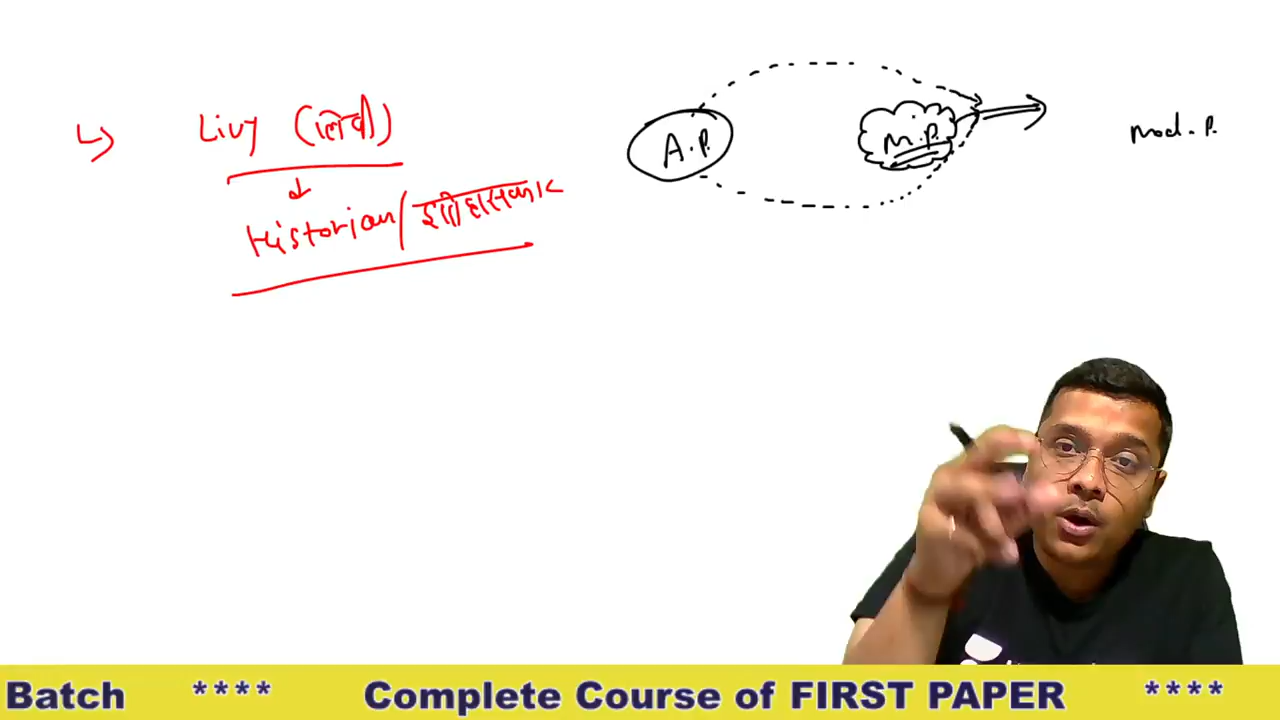 ↳ Livy (लिवी)
Historian/इतिहासकार
A.P.
M.P.
mod. P.
Batch **** Complete Course of FIRST PAPER ****